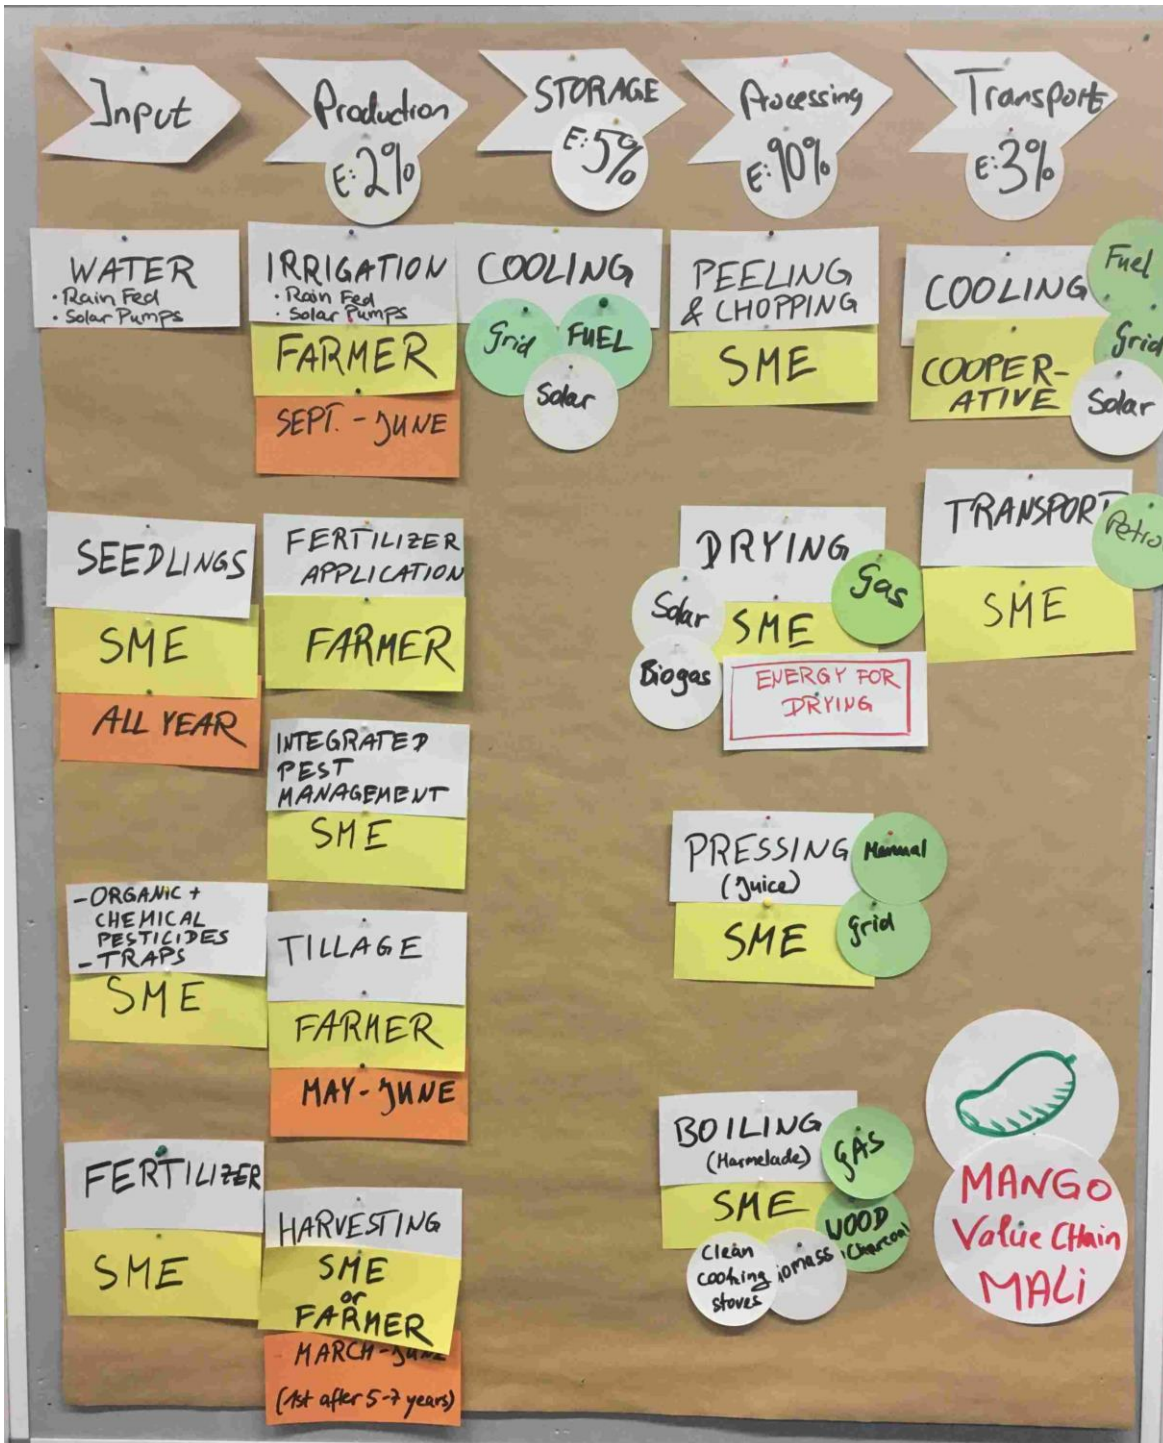 Input
Production
E: 2%
STORAGE
E: 5%
Processing
E: 90%
Transport
E: 3%
WATER
• Rain Fed
• Solar Pumps
SEEDLINGS
SME
ALL YEAR
- ORGANIC +
CHEMICAL
PESTICIDES
- TRAPS
SME
FERTILIZER
SME
IRRIGATION
• Rain Fed
• Solar Pumps
FARMER
SEPT. - JUNE
FERTILIZER
APPLICATION
FARMER
INTEGRATED
PEST
MANAGEMENT
SME
TILLAGE
FARMER
MAY - JUNE
HARVESTING
SME
or
FARMER
MARCH - JUNE
(1st after 5-7 years)
COOLING
Grid
FUEL
Solar
PEELING
& CHOPPING
SME
DRYING
Gas
Solar
SME
Biogas
ENERGY FOR
DRYING
PRESSING
(Juice)
Manual
SME
Grid
BOILING
(Marmelade)
GAS
SME
WOOD
Charcoal
Clean
cooking
stoves
iomass
COOLING
Fuel
Grid
COOPER-
ATIVE
Solar
TRANSPORT
Petro
SME
MANGO
Value CHain
MALi